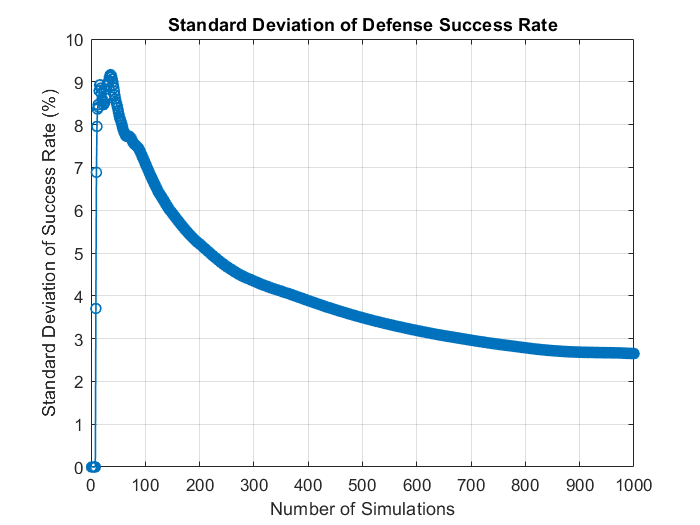 Standard Deviation of Defense Success Rate
Standard Deviation of Success Rate (%)
10
9
8
7
6
5
4
3
2
1
0
0 100 200 300 400 500 600 700 800 900 1000
Number of Simulations